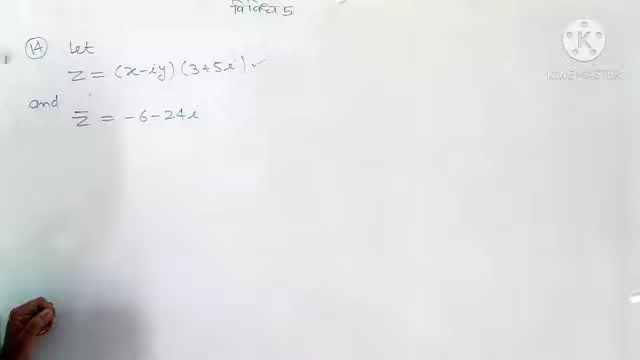 (14) Let
z = (x-iy) (3+5i) ✓
and
z̄ = -6-24i
KINEMASTER